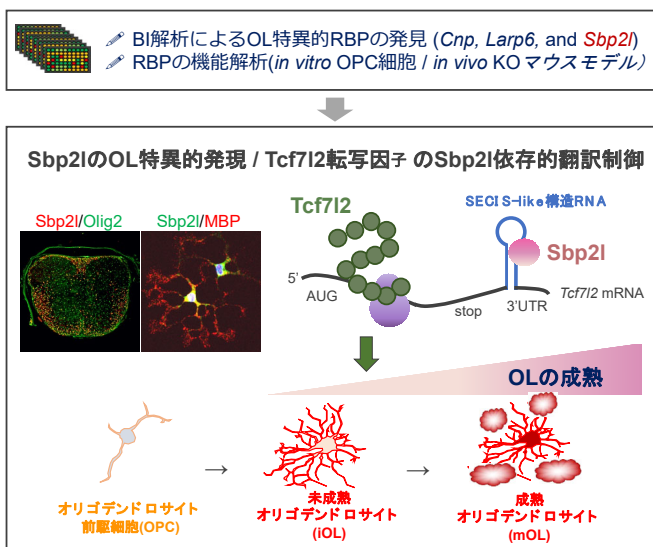 BI解析によるOL特異的RBPの発見 (Cnp, Larp6, and Sbp2l)
RBPの機能解析(in vitro OPC細胞 / in vivo KOマウスモデル）
Sbp2lのOL特異的発現 / Tcf7l2転写因子 のSbp2l依存的翻訳制御
Sbp2l/Olig2
Sbp2l/MBP
Tcf7l2
SECIS-like構造RNA
Sbp2l
5’
AUG
stop
3’UTR
Tcf7l2 mRNA
OLの成熟
→
→
オリゴデンドロサイト
前駆細胞(OPC)
未成熟
オリゴデンドロサイト
(iOL)
成熟
オリゴデンドロサイト
(mOL)